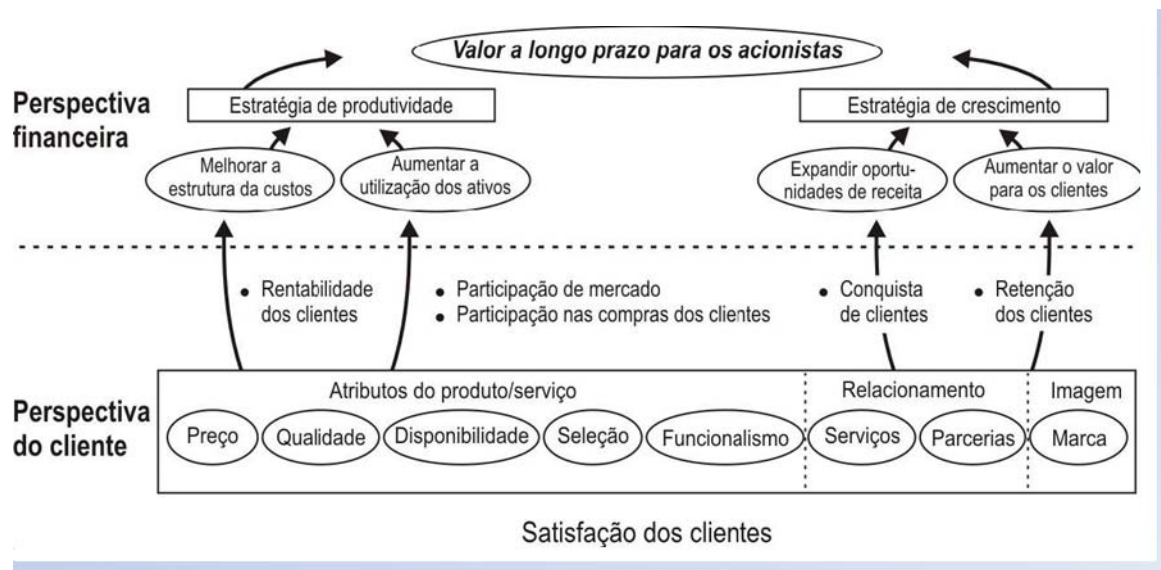 Valor a longo prazo para os acionistas
Perspectiva
financeira
Estratégia de produtividade
Estratégia de crescimento
Melhorar a
estrutura da custos
Aumentar a
utilização dos ativos
Expandir oportu-
nidades de receita
Aumentar o valor
para os clientes
• Rentabilidade
dos clientes
• Participação de mercado
• Participação nas compras dos clientes
• Conquista
de clientes
• Retenção
dos clientes
Perspectiva
do cliente
Atributos do produto/serviço
Relacionamento
Imagem
Preço
Qualidade
Disponibilidade
Seleção
Funcionalismo
Serviços
Parcerias
Marca
Satisfação dos clientes